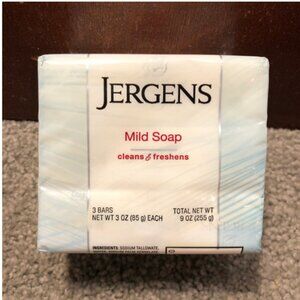 JERGENS
Mild Soap
cleans & freshens
3 BARS
NET WT 3 OZ (85 g) EACH
TOTAL NET WT
9 OZ (255 g)
INGREDIENTS: SODIUM TALLOWATE,